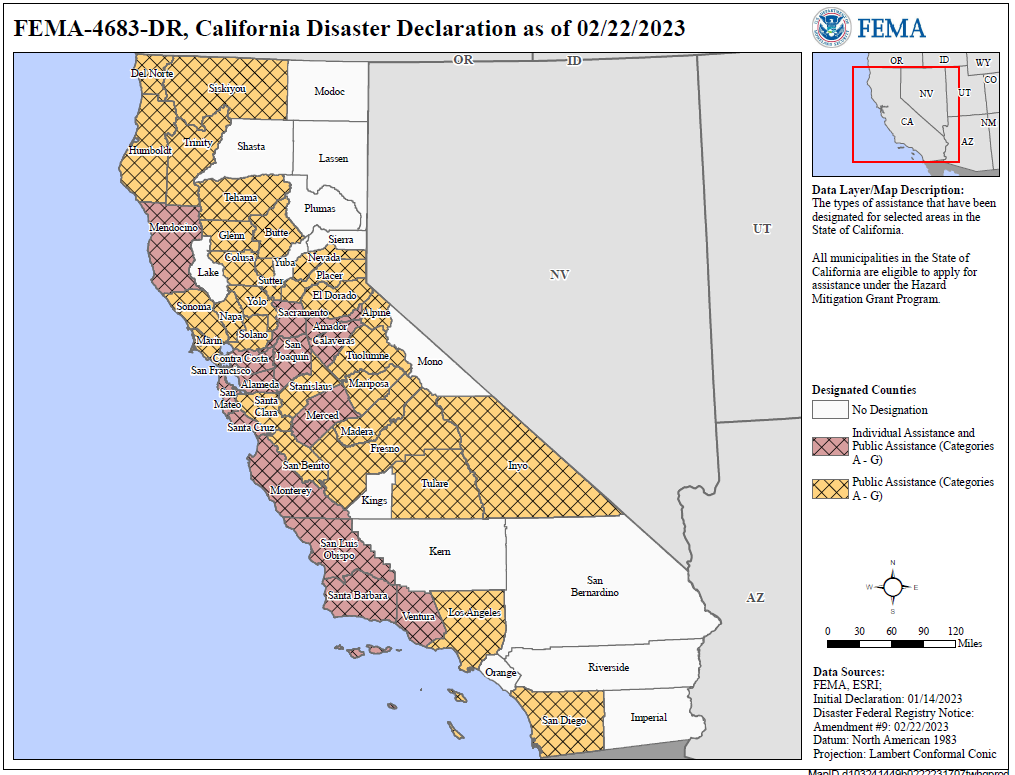 FEMA-4683-DR, California Disaster Declaration as of 02/22/2023
FEMA
OR
ID
NV
UT
AZ
Del Norte
Siskiyou
Modoc
Humboldt
Trinity
Shasta
Lassen
Tehama
Plumas
Mendocino
Glenn
Butte
Sierra
Lake
Colusa
Yuba
Nevada
Placer
Sutter
El Dorado
Sonoma
Napa
Yolo
Sacramento
Alpine
Amador
Marin
Solano
Calaveras
San
Joaquin
Contra Costa
San Francisco
Tuolumne
Mono
Alameda
San
Mateo
Stanislaus
Mariposa
Santa
Clara
Santa Cruz
Merced
Madera
Fresno
San Benito
Inyo
Monterey
Kings
Tulare
San Luis
Obispo
Kern
San
Bernardino
Santa Barbara
Ventura
Los Angeles
Orange
Riverside
San Diego
Imperial
OR
ID
WY
NV
UT
CO
CA
AZ
NM
Data Layer/Map Description:
The types of assistance that have been
designated for selected areas in the
State of California.
All municipalities in the State of
California are eligible to apply for
assistance under the Hazard
Mitigation Grant Program.
Designated Counties
No Designation
Individual Assistance and
Public Assistance (Categories
A - G)
Public Assistance (Categories
A - G)
N
W
E
S
0 30 60 90 120
Miles
Data Sources:
FEMA, ESRI;
Initial Declaration: 01/14/2023
Disaster Federal Registry Notice:
Amendment #9: 02/22/2023
Datum: North American 1983
Projection: Lambert Conformal Conic